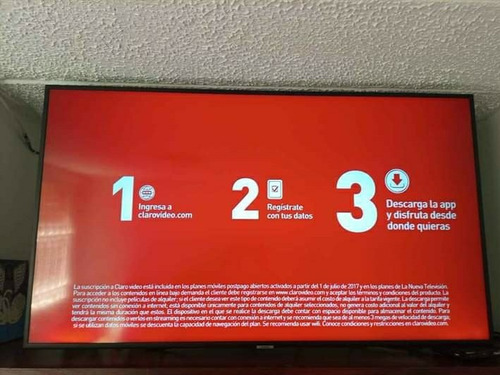 1
Ingresa a
clarovideo.com
2
Regístrate
con tus datos
3
Descarga la app
y disfruta desde
donde quieras
La suscripción a Claro video está incluida en los planes móviles postpago abiertos activados a partir del 1 de julio de 2017 y en los planes de La Nueva Televisión.
Para acceder a los contenidos en línea bajo demanda el cliente debe registrarse en www.clarovideo.com y aceptar los términos y condiciones del producto. La
suscripción no incluye películas de alquiler; si el cliente desea ver este tipo de contenido deberá asumir el costo de alquiler a la tarifa vigente. La descarga permite
ver contenidos sin conexión a internet; está disponible únicamente para contenidos de alquiler seleccionados, no genera costo adicional al valor del alquiler y
tendrá la misma duración que estos. El dispositivo en el que se realice la descarga debe contar con espacio disponible para almacenar el contenido. Para
descargar contenidos o verlos en streaming es necesario contar con conexión a internet y se recomienda que sea de al menos 3 megas de velocidad de descarga,
si se utilizan datos móviles se descuenta la capacidad de navegación del plan. Se recomienda usar wifi. Conoce condiciones y restricciones en clarovideo.com.